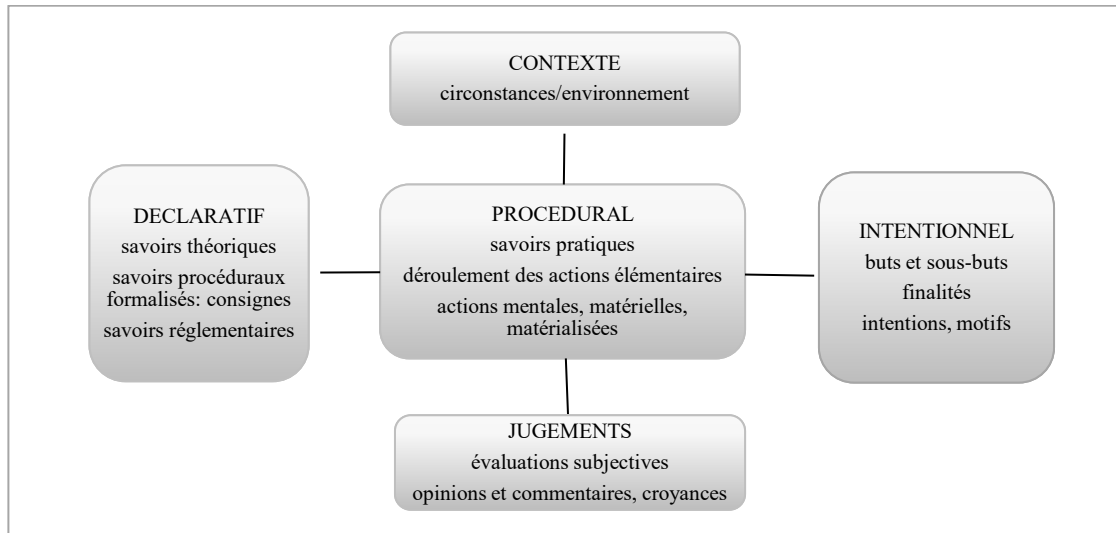 CONTEXTE
circonstances/environnement
DECLARATIF
savoirs théoriques
savoirs procéduraux
formalisés: consignes
savoirs réglementaires
PROCEDURAL
savoirs pratiques
déroulement des actions élémentaires
actions mentales, matérielles,
matérialisées
INTENTIONNEL
buts et sous-buts
finalités
intentions, motifs
JUGEMENTS
évaluations subjectives
opinions et commentaires, croyances